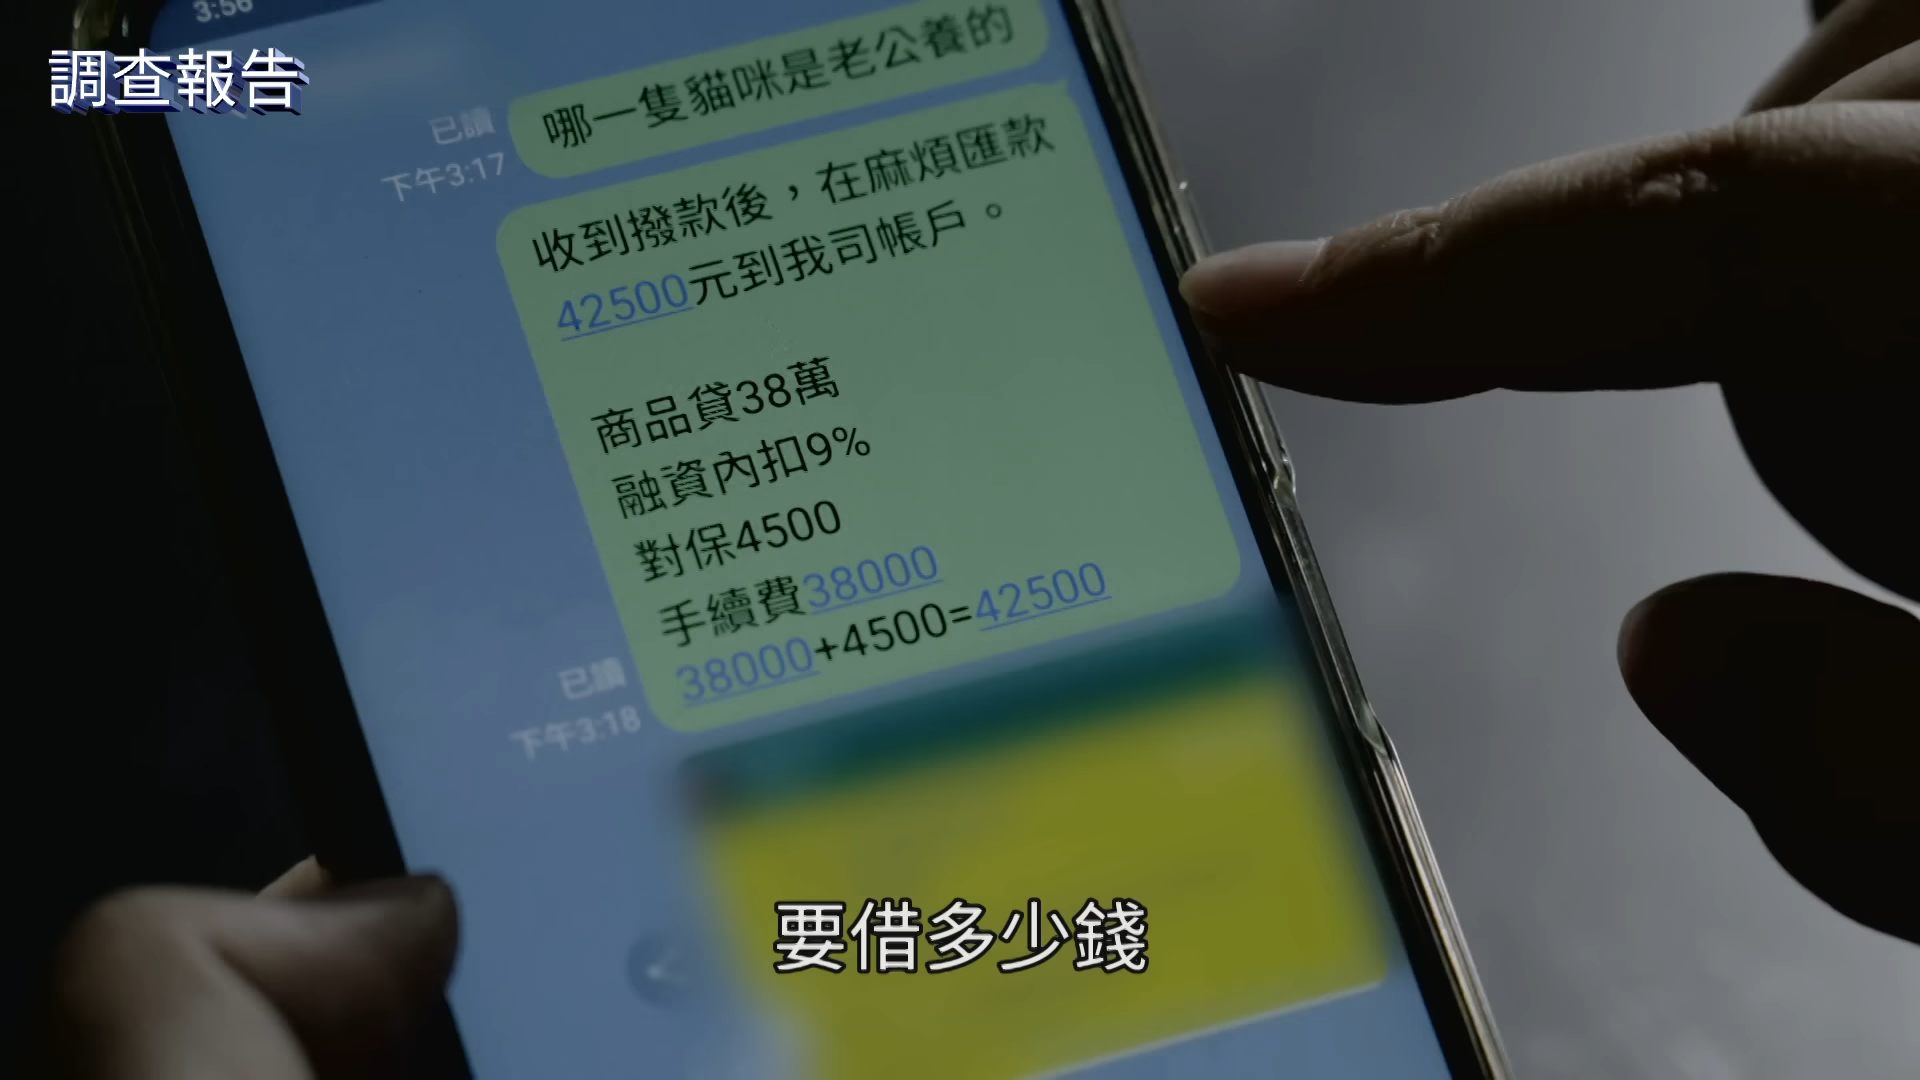 3:56
調查報告
哪一隻貓咪是老公養的
已讀
下午3:17
收到撥款後，在麻煩匯款
42500元到我司帳戶。
商品貸38萬
融資內扣9%
對保4500
手續費38000
38000+4500=42500
已讀
下午3:18
要借多少錢